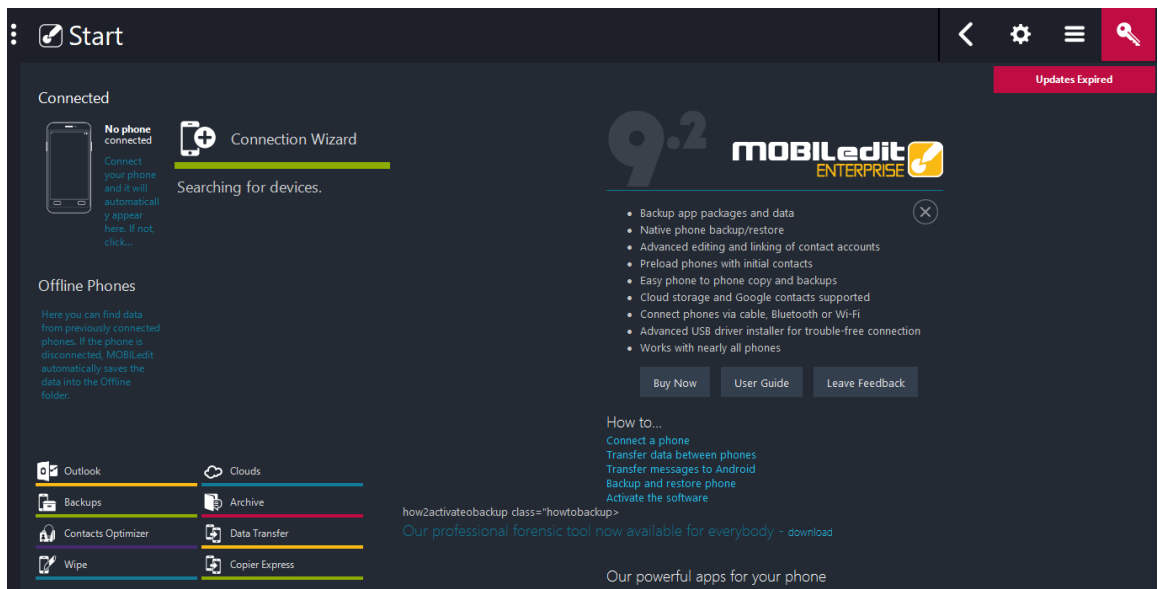 Start
Updates Expired
Connected
No phone
connected
Connect
your phone
and it will
automaticall
y appear
here. If not,
click...
Connection Wizard
Searching for devices.
Offline Phones
Here you can find data
from previously connected
phones. If the phone is
disconnected, MOBILedit
automatically saves the
data into the Offline
folder.
Outlook
Clouds
Backups
Archive
Contacts Optimizer
Data Transfer
Wipe
Copier Express
9.2
MOBILedit
ENTERPRISE
• Backup app packages and data
• Native phone backup/restore
• Advanced editing and linking of contact accounts
• Preload phones with initial contacts
• Easy phone to phone copy and backups
• Cloud storage and Google contacts supported
• Connect phones via cable, Bluetooth or Wi-Fi
• Advanced USB driver installer for trouble-free connection
• Works with nearly all phones
Buy Now
User Guide
Leave Feedback
How to...
Connect a phone
Transfer data between phones
Transfer messages to Android
Backup and restore phone
Activate the software
how2activateobackup class="howtobackup>
Our professional forensic tool now available for everybody - download
Our powerful apps for your phone